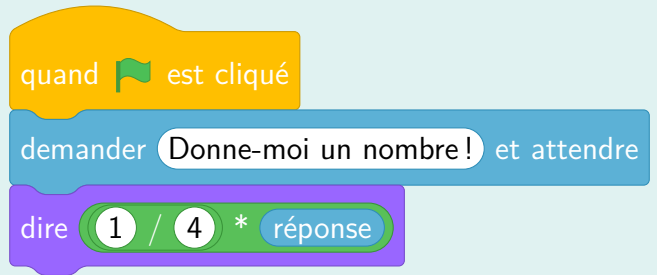 quand est cliqué
demander Donne-moi un nombre ! et attendre
dire 1 / 4 * réponse